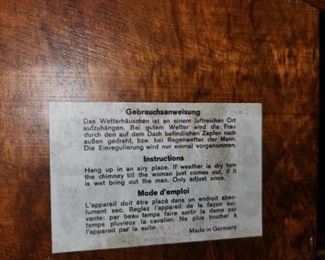 Gebrauchsanweisung
Das Wetterhäuschen ist an einem luftreichen Ort
aufzuhängen. Bei gutem Wetter wird die Frau
durch den auf dem Dach befindlichen Zapfen nach
außen gedreht, bzw. bei Regenwetter der Mann.
Die Einregulierung wird nur einmal vorgenommen.
Instructions
Hang up in an airy place. If weather is dry turn
the chimney till the woman just comes out, if it
is wet bring out the man. Only adjust once.
Mode d'emploi
L'appareil doit être placé dans un endroit abso-
lument sec. Reglez l'appareil de la façon sui-
vante: par beau temps faire sortir la dame par
temps pluvieux la cavalier. Ne plus toucher à
l'appareil par la suite.
Made in Germany